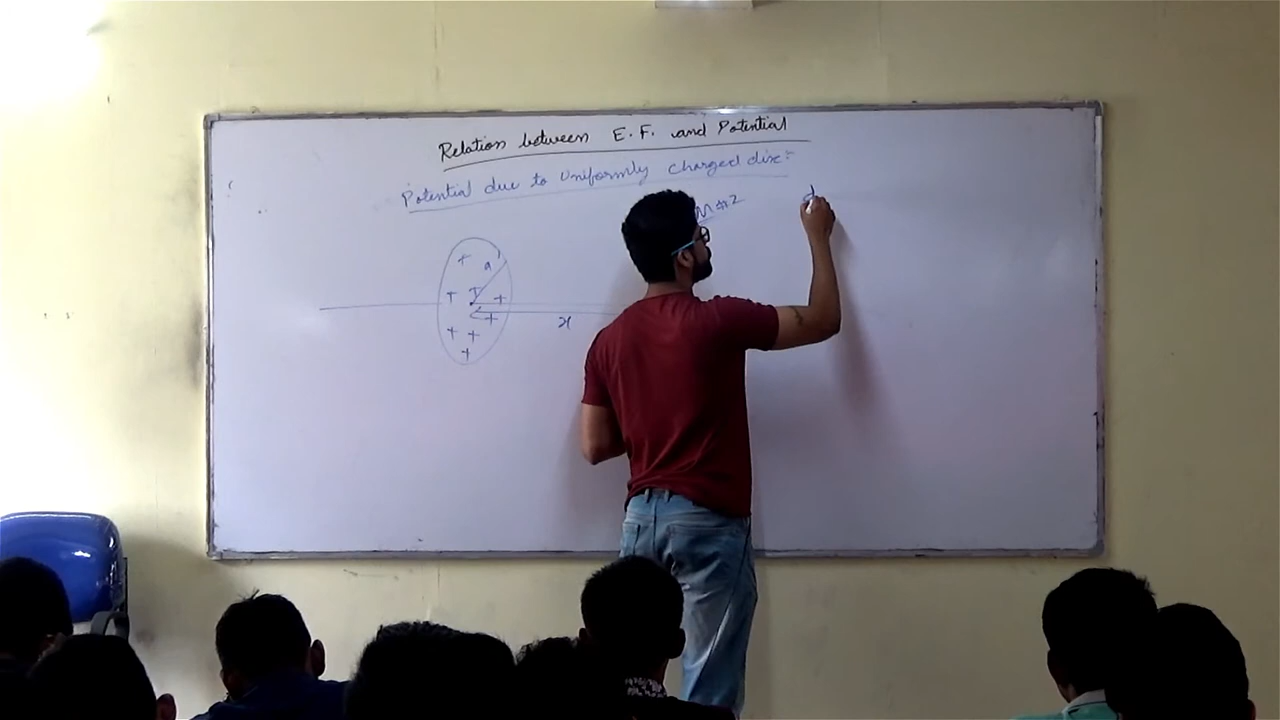 Relation between E.F. and Potential
Potential due to Uniformly charged disc:-
a
x
+ + + + + + +
d